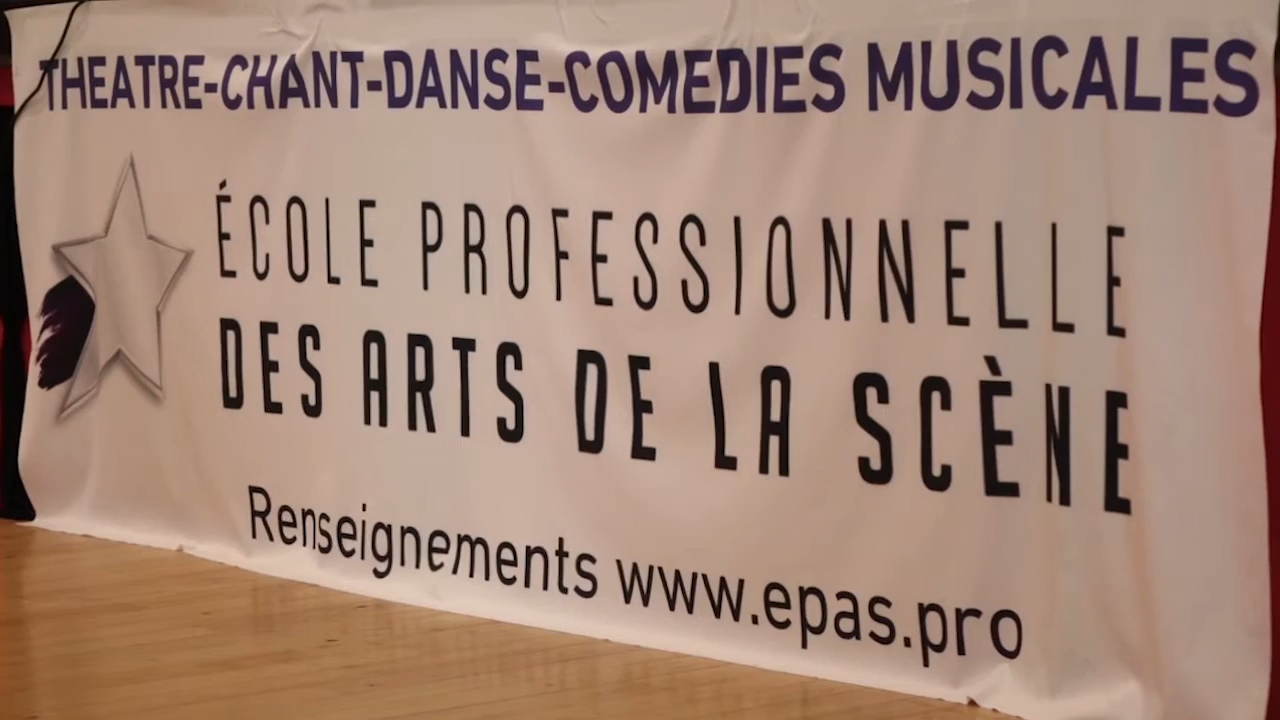 THEATRE-CHANT-DANSE-COMEDIES MUSICALES
ÉCOLE PROFESSIONNELLE
DES ARTS DE LA SCÈNE
Renseignements www.epas.pro